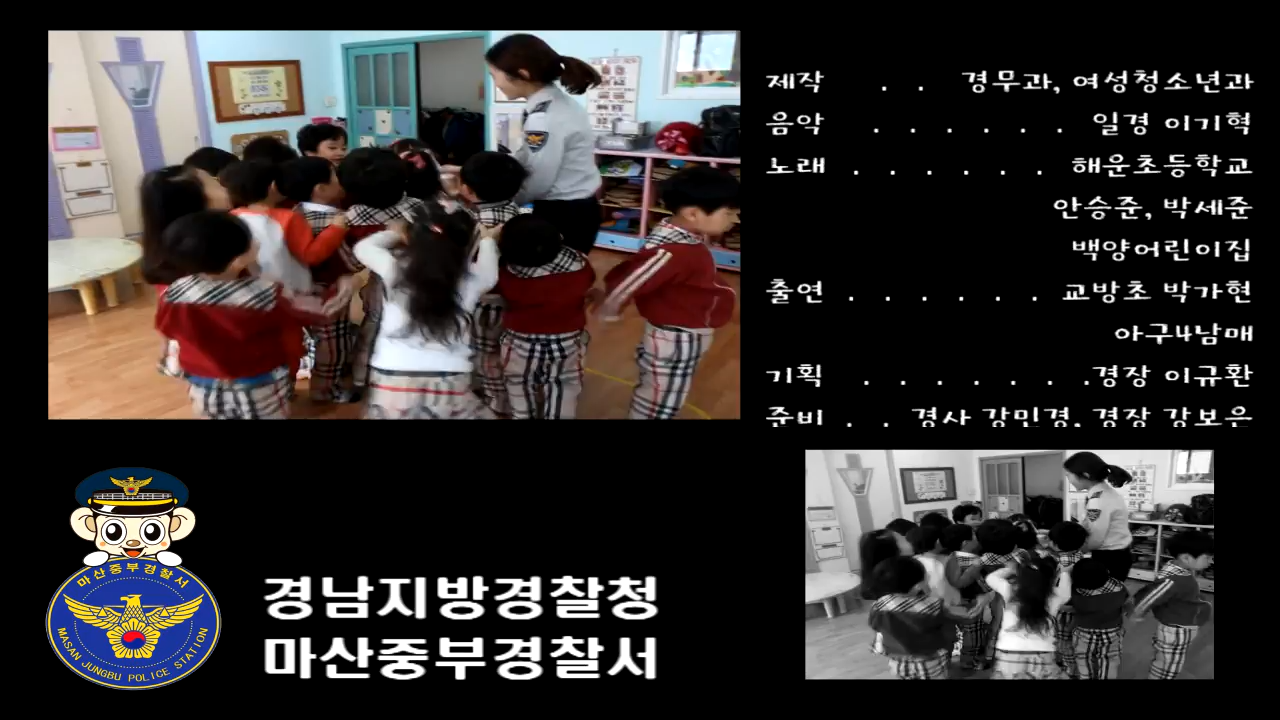 제작 . . 경무과, 여성청소년과
음악 . . . . . . 일경 이기혁
노래 . . . . . . 해운초등학교
안승준, 박세준
백양어린이집
출연 . . . . . . 교방초 박가현
아구4남매
기획 . . . . . . .경장 이규환
준비 . . 경사 강민경, 경장 강보은
마산중부경찰서
MASAN JUNGBU POLICE STATION
경남지방경찰청
마산중부경찰서